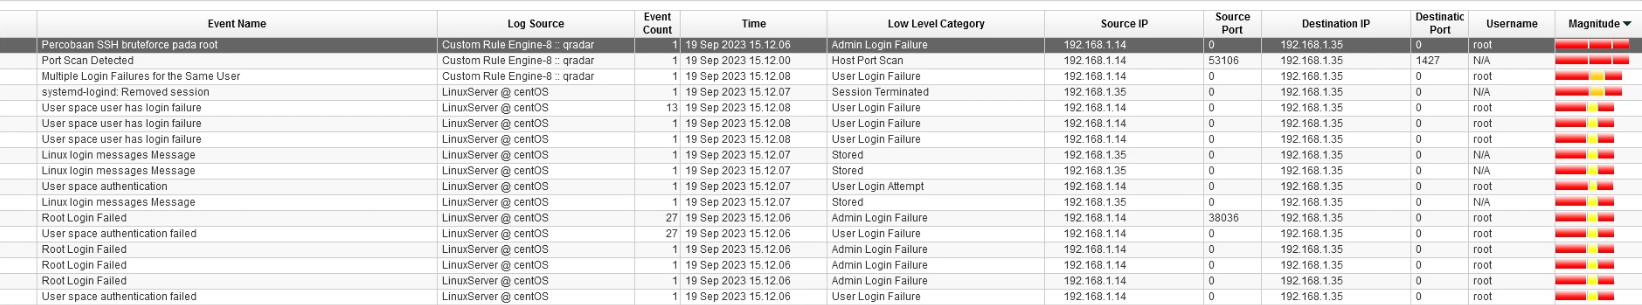 Event Name Log Source Event Count Time Low Level Category Source IP Source Port Destination IP Destinatic Port Username Magnitude
Percobaan SSH bruteforce pada root Custom Rule Engine-8 :: qradar 1 19 Sep 2023 15.12.06 Admin Login Failure 192.168.1.14 0 192.168.1.35 0 root
Port Scan Detected Custom Rule Engine-8 :: qradar 1 19 Sep 2023 15.12.00 Host Port Scan 192.168.1.14 53106 192.168.1.35 1427 N/A
Multiple Login Failures for the Same User Custom Rule Engine-8 :: qradar 1 19 Sep 2023 15.12.08 User Login Failure 192.168.1.14 0 192.168.1.35 0 root
systemd-logind: Removed session LinuxServer @ centOS 1 19 Sep 2023 15.12.07 Session Terminated 192.168.1.35 0 192.168.1.35 0 N/A
User space user has login failure LinuxServer @ centOS 13 19 Sep 2023 15.12.08 User Login Failure 192.168.1.14 0 192.168.1.35 0 root
User space user has login failure LinuxServer @ centOS 1 19 Sep 2023 15.12.08 User Login Failure 192.168.1.14 0 192.168.1.35 0 root
User space user has login failure LinuxServer @ centOS 1 19 Sep 2023 15.12.08 User Login Failure 192.168.1.14 0 192.168.1.35 0 root
Linux login messages Message LinuxServer @ centOS 1 19 Sep 2023 15.12.07 Stored 192.168.1.35 0 192.168.1.35 0 N/A
Linux login messages Message LinuxServer @ centOS 1 19 Sep 2023 15.12.07 Stored 192.168.1.35 0 192.168.1.35 0 N/A
User space authentication LinuxServer @ centOS 1 19 Sep 2023 15.12.07 User Login Attempt 192.168.1.14 0 192.168.1.35 0 root
Linux login messages Message LinuxServer @ centOS 1 19 Sep 2023 15.12.07 Stored 192.168.1.35 0 192.168.1.35 0 N/A
Root Login Failed LinuxServer @ centOS 27 19 Sep 2023 15.12.06 Admin Login Failure 192.168.1.14 38036 192.168.1.35 0 root
User space authentication failed LinuxServer @ centOS 27 19 Sep 2023 15.12.06 User Login Failure 192.168.1.14 0 192.168.1.35 0 root
Root Login Failed LinuxServer @ centOS 1 19 Sep 2023 15.12.06 Admin Login Failure 192.168.1.14 0 192.168.1.35 0 root
Root Login Failed LinuxServer @ centOS 1 19 Sep 2023 15.12.06 Admin Login Failure 192.168.1.14 0 192.168.1.35 0 root
Root Login Failed LinuxServer @ centOS 1 19 Sep 2023 15.12.06 Admin Login Failure 192.168.1.14 0 192.168.1.35 0 root
User space authentication failed LinuxServer @ centOS 1 19 Sep 2023 15.12.06 User Login Failure 192.168.1.14 0 192.168.1.35 0 root